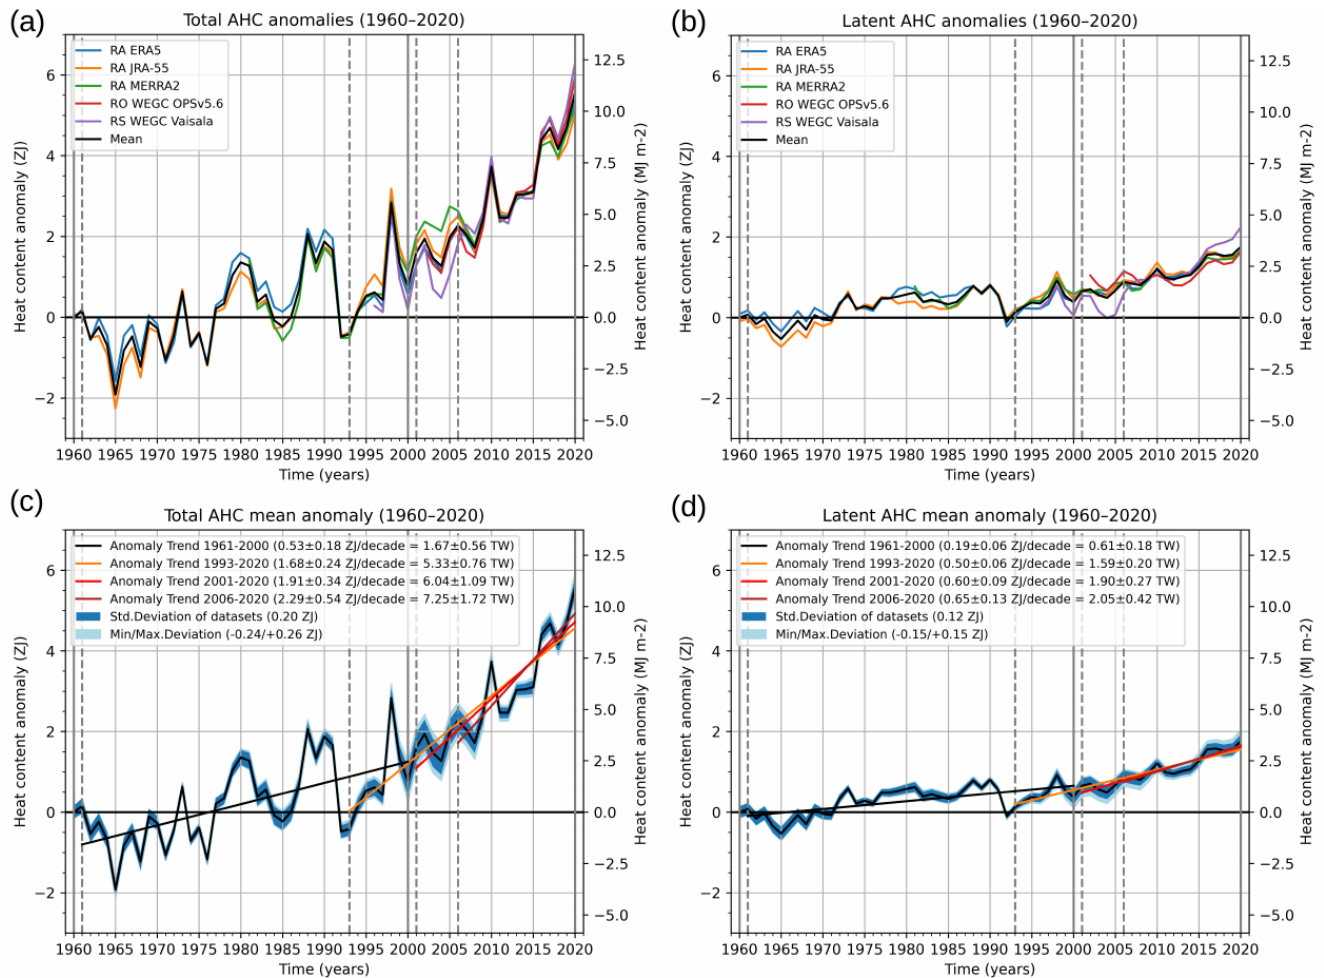 (a)
Total AHC anomalies (1960–2020)
RA ERA5
RA JRA-55
RA MERRA2
RO WEGC OPSv5.6
RS WEGC Vaisala
Mean
Heat content anomaly (ZJ)
6
4
2
0
−2
12.5
10.0
7.5
5.0
2.5
0.0
−2.5
−5.0
Heat content anomaly (MJ m-2)
1960 1965 1970 1975 1980 1985 1990 1995 2000 2005 2010 2015 2020
Time (years)
(b)
Latent AHC anomalies (1960–2020)
RA ERA5
RA JRA-55
RA MERRA2
RO WEGC OPSv5.6
RS WEGC Vaisala
Mean
Heat content anomaly (ZJ)
6
4
2
0
−2
12.5
10.0
7.5
5.0
2.5
0.0
−2.5
−5.0
Heat content anomaly (MJ m-2)
1960 1965 1970 1975 1980 1985 1990 1995 2000 2005 2010 2015 2020
Time (years)
(c)
Total AHC mean anomaly (1960–2020)
Anomaly Trend 1961-2000 (0.53±0.18 ZJ/decade = 1.67±0.56 TW)
Anomaly Trend 1993-2020 (1.68±0.24 ZJ/decade = 5.33±0.76 TW)
Anomaly Trend 2001-2020 (1.91±0.34 ZJ/decade = 6.04±1.09 TW)
Anomaly Trend 2006-2020 (2.29±0.54 ZJ/decade = 7.25±1.72 TW)
Std.Deviation of datasets (0.20 ZJ)
Min/Max.Deviation (-0.24/+0.26 ZJ)
Heat content anomaly (ZJ)
6
4
2
0
−2
12.5
10.0
7.5
5.0
2.5
0.0
−2.5
−5.0
Heat content anomaly (MJ m-2)
1960 1965 1970 1975 1980 1985 1990 1995 2000 2005 2010 2015 2020
Time (years)
(d)
Latent AHC mean anomaly (1960–2020)
Anomaly Trend 1961-2000 (0.19±0.06 ZJ/decade = 0.61±0.18 TW)
Anomaly Trend 1993-2020 (0.50±0.06 ZJ/decade = 1.59±0.20 TW)
Anomaly Trend 2001-2020 (0.60±0.09 ZJ/decade = 1.90±0.27 TW)
Anomaly Trend 2006-2020 (0.65±0.13 ZJ/decade = 2.05±0.42 TW)
Std.Deviation of datasets (0.12 ZJ)
Min/Max.Deviation (-0.15/+0.15 ZJ)
Heat content anomaly (ZJ)
6
4
2
0
−2
12.5
10.0
7.5
5.0
2.5
0.0
−2.5
−5.0
Heat content anomaly (MJ m-2)
1960 1965 1970 1975 1980 1985 1990 1995 2000 2005 2010 2015 2020
Time (years)